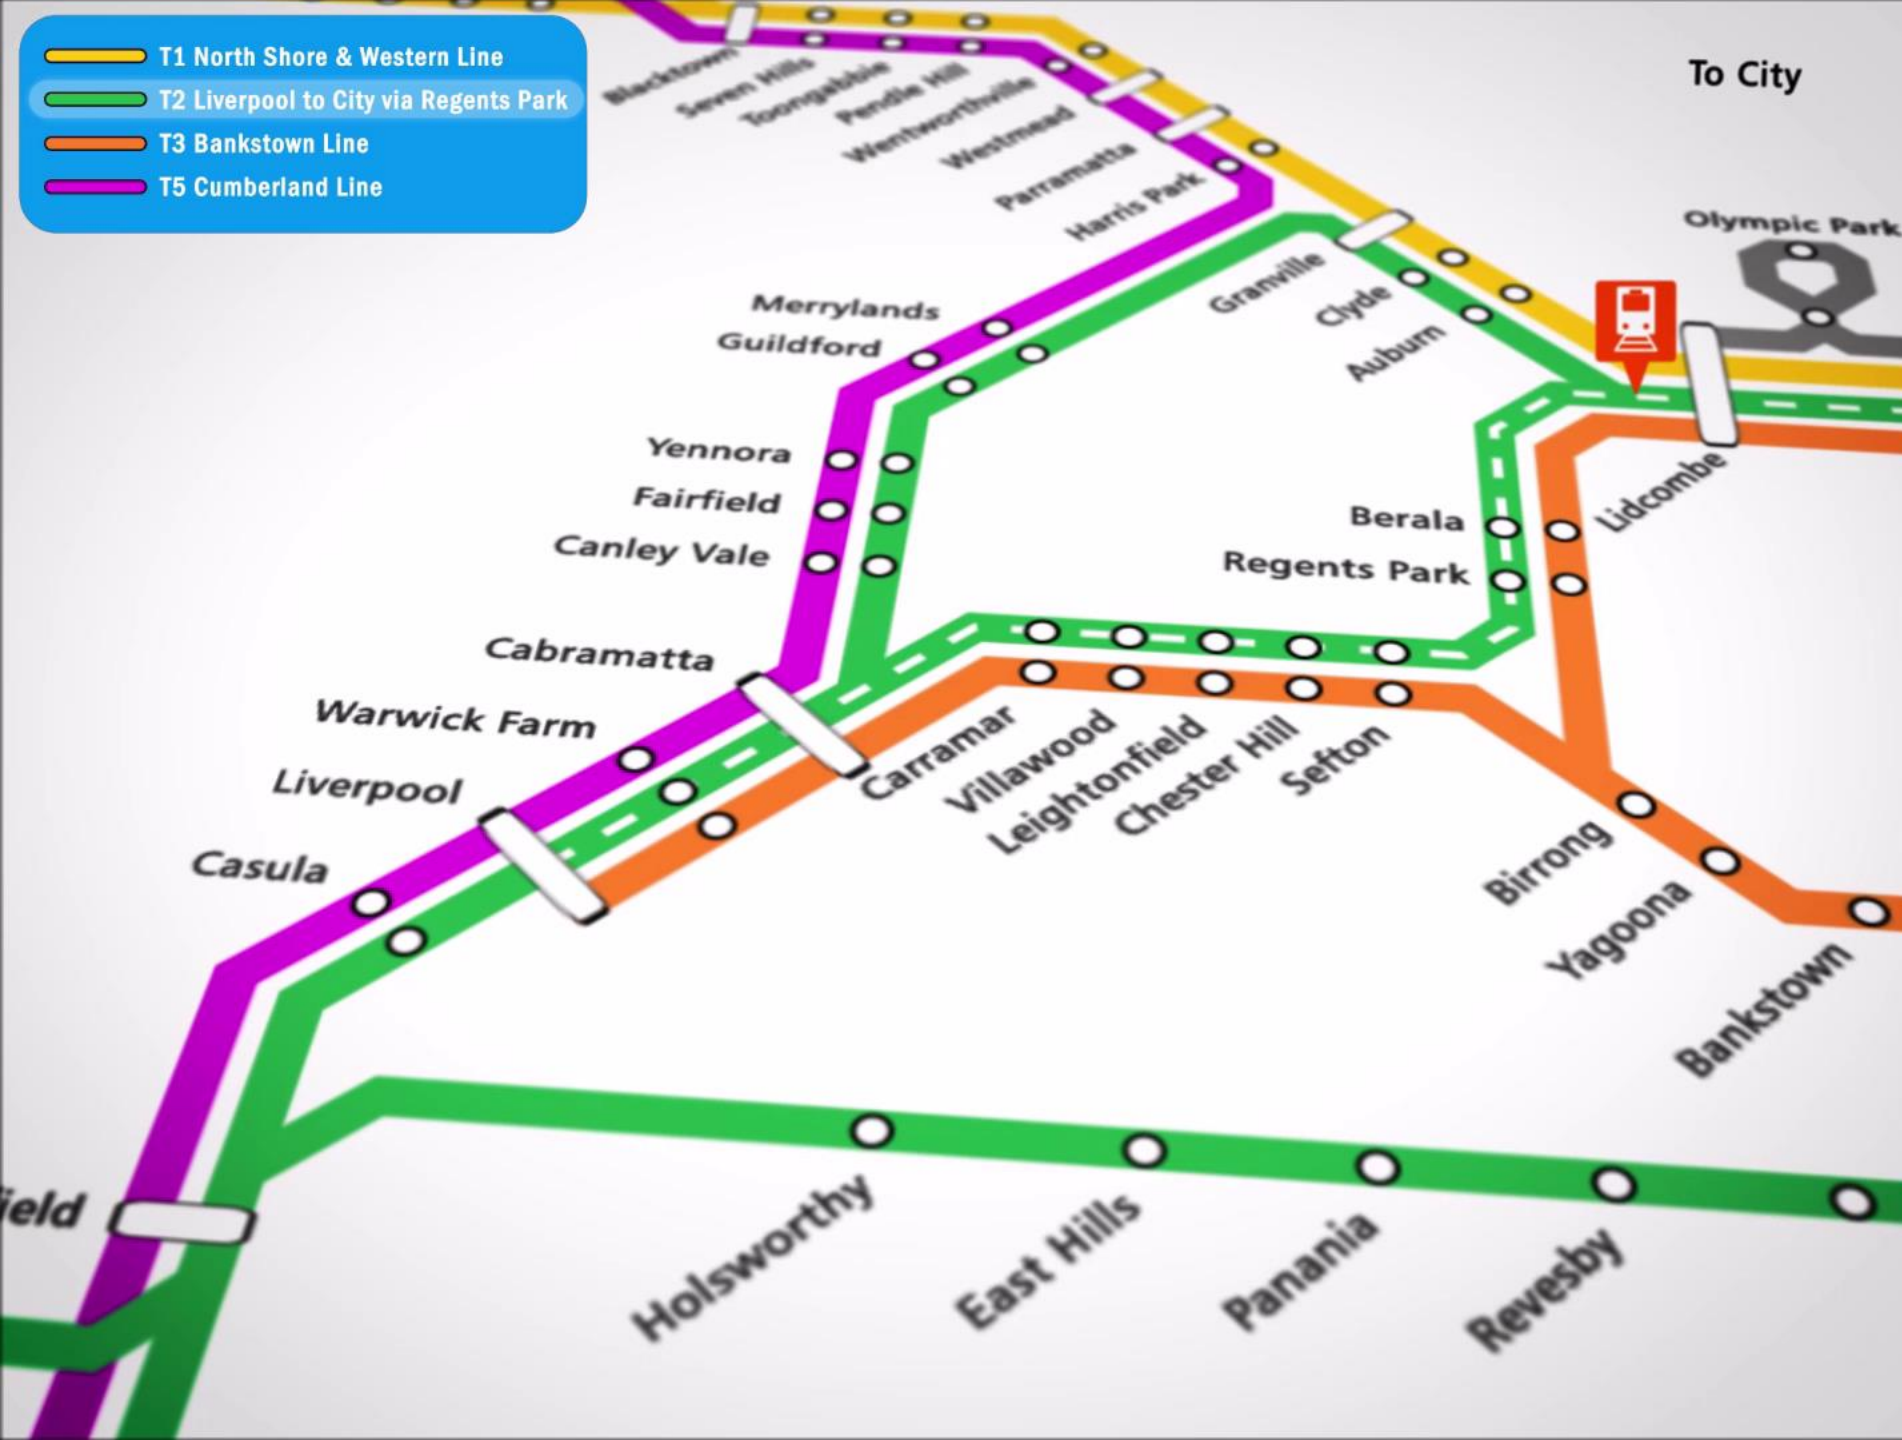 T1 North Shore & Western Line
T2 Liverpool to City via Regents Park
T3 Bankstown Line
T5 Cumberland Line
To City
Blacktown
Seven Hills
Toongabbie
Pendle Hill
Wentworthville
Westmead
Parramatta
Harris Park
Olympic Park
Granville
Clyde
Auburn
Merrylands
Guildford
Lidcombe
Yennora
Fairfield
Canley Vale
Berala
Regents Park
Cabramatta
Warwick Farm
Liverpool
Casula
Carramar
Villawood
Leightonfield
Chester Hill
Sefton
Birrong
Yagoona
Bankstown
ield
Holsworthy
East Hills
Panania
Revesby